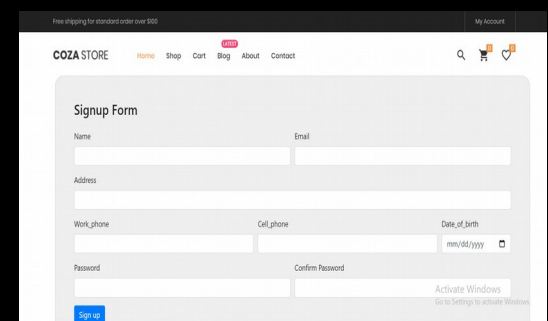 Free shipping for standard order over $100
My Account
COZA STORE
Home Shop Cart Blog About Contact
LATEST
0 0
Signup Form
Name Email
Address
Work_phone Cell_phone Date_of_birth
mm/dd/yyyy
Password Confirm Password
Activate Windows
Go to Settings to activate Windows
Sign up